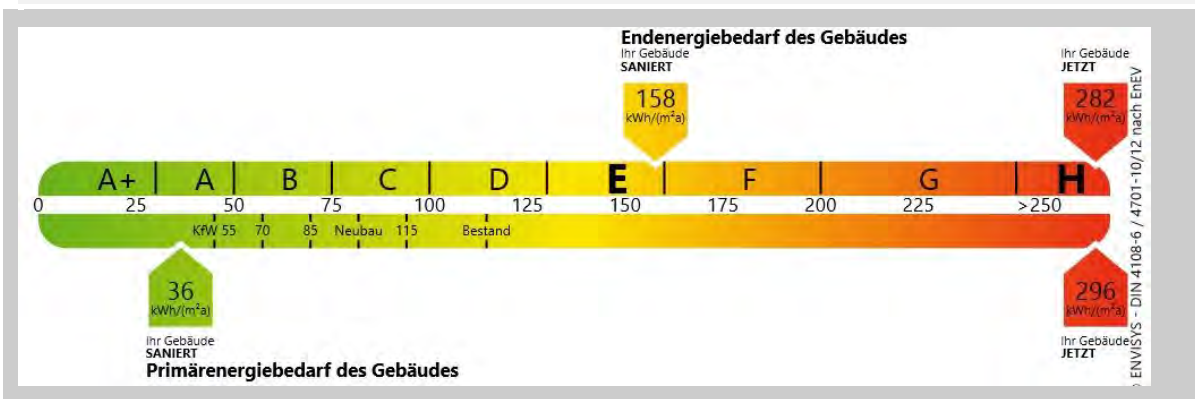 Endenergiebedarf des Gebäudes
Ihr Gebäude
SANIERT
158
kWh/(m²a)
Ihr Gebäude
JETZT
282
kWh/(m²a)
A+ A B C D E F G H
0 25 50 75 100 125 150 175 200 225 >250
KfW 55 70 85 Neubau 115 Bestand
36
kWh/(m²a)
Ihr Gebäude
SANIERT
Primärenergiebedarf des Gebäudes
296
kWh/(m²a)
Ihr Gebäude
JETZT
© ENVISYS - DIN 4108-6 / 4701-10/12 nach EnEV